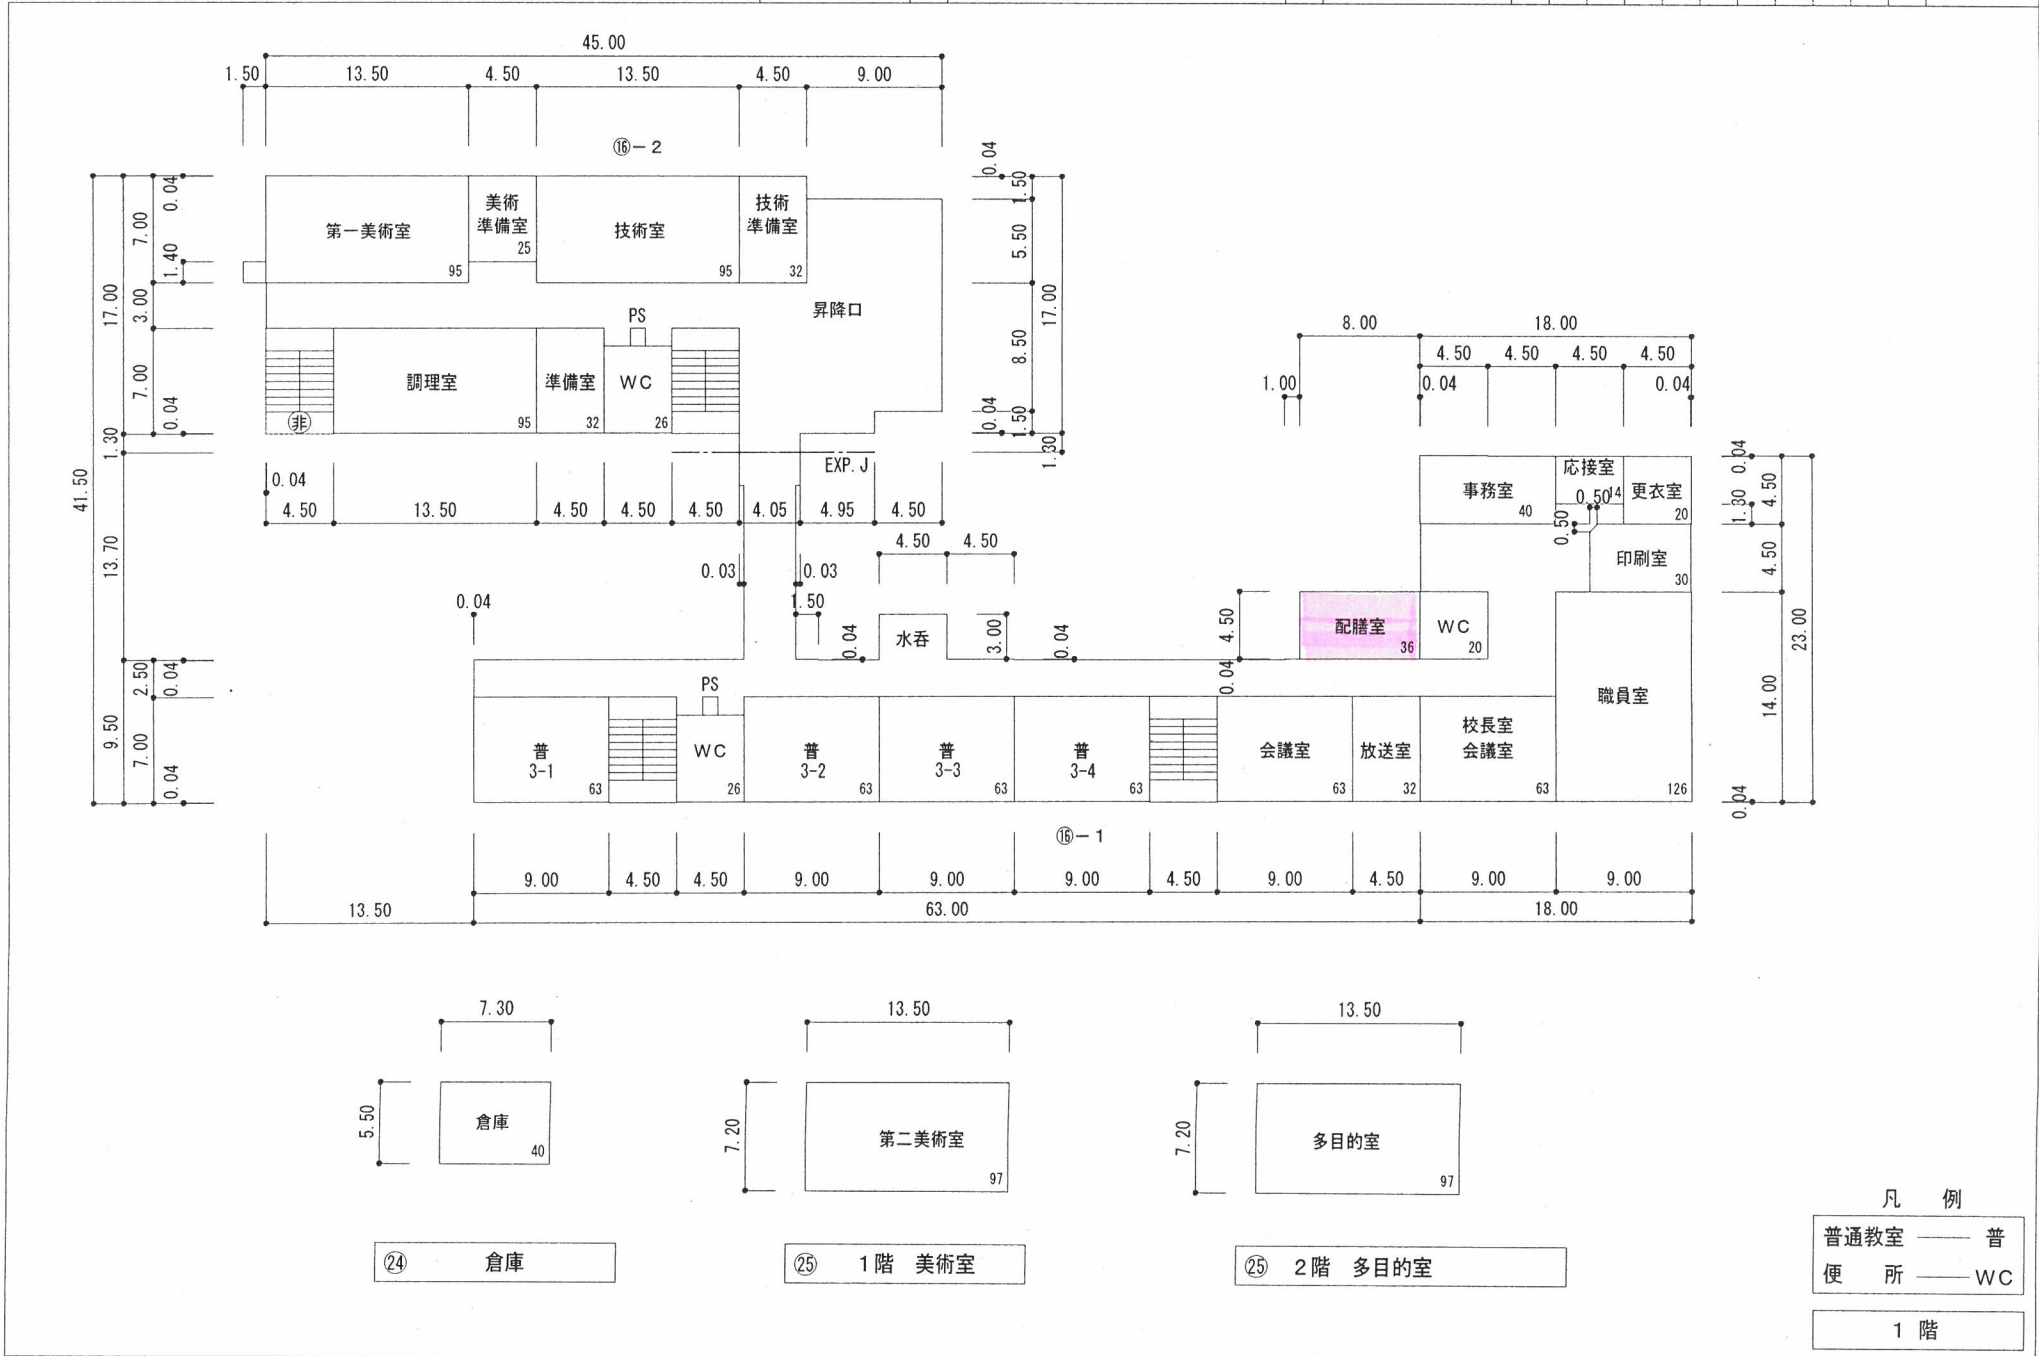 45.00
1.50 13.50 4.50 13.50 4.50 9.00
⑯－2
0.04
7.00
1.40
17.00
3.00
7.00
0.04
1.30
41.50
13.70
2.50
0.04
9.50
7.00
0.04
第一美術室
95
美術
準備室
25
技術室
95
技術
準備室
32
昇降口
PS
調理室
95
準備室
32
WC
26
非
EXP.J
0.04
1.50
5.50
17.00
8.50
0.04
1.50
1.30
0.04
4.50 13.50 4.50 4.50 4.50 4.05 4.95 4.50
0.03 0.03
1.50
0.04
4.50 4.50
0.04
水呑
3.00
0.04
8.00 18.00
4.50 4.50 4.50 4.50
1.00 0.04 0.04
事務室
40
応接室
14
0.50
0.50
更衣室
20
印刷室
30
0.04
4.50
1.30
4.50
23.00
14.00
0.04
4.50
0.04
配膳室
36
WC
20
職員室
126
PS
普
3-1
63
WC
26
普
3-2
63
普
3-3
63
普
3-4
63
会議室
63
放送室
32
校長室
会議室
63
⑯－1
9.00 4.50 4.50 9.00 9.00 9.00 4.50 9.00 4.50 9.00 9.00
13.50 63.00 18.00
7.30
5.50
倉庫
40
㉔ 倉庫
13.50
7.20
第二美術室
97
㉕ 1階 美術室
13.50
7.20
多目的室
97
㉕ 2階 多目的室
凡 例
普通教室 ―― 普
便 所 ―― WC
1 階